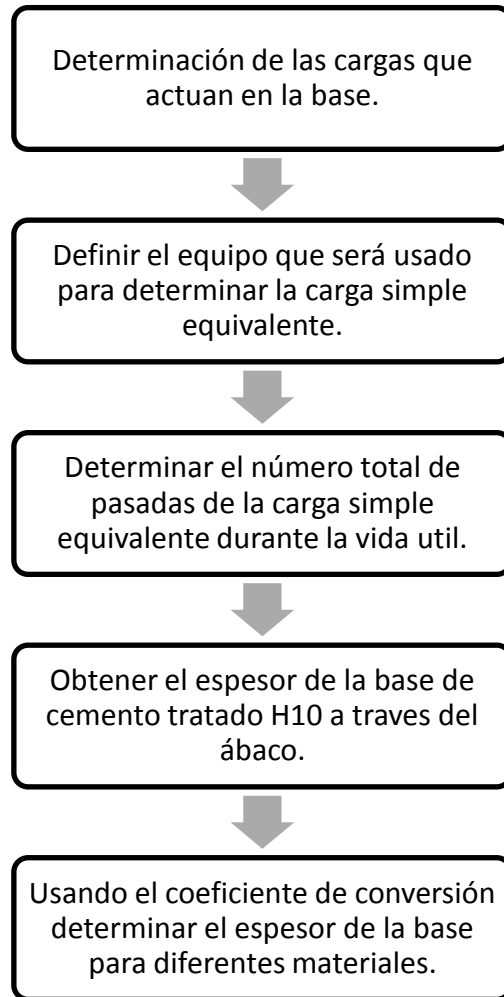 Determinación de las cargas que
actuan en la base.
Definir el equipo que será usado
para determinar la carga simple
equivalente.
Determinar el número total de
pasadas de la carga simple
equivalente durante la vida util.
Obtener el espesor de la base de
cemento tratado H10 a traves del
ábaco.
Usando el coeficiente de conversión
determinar el espesor de la base
para diferentes materiales.